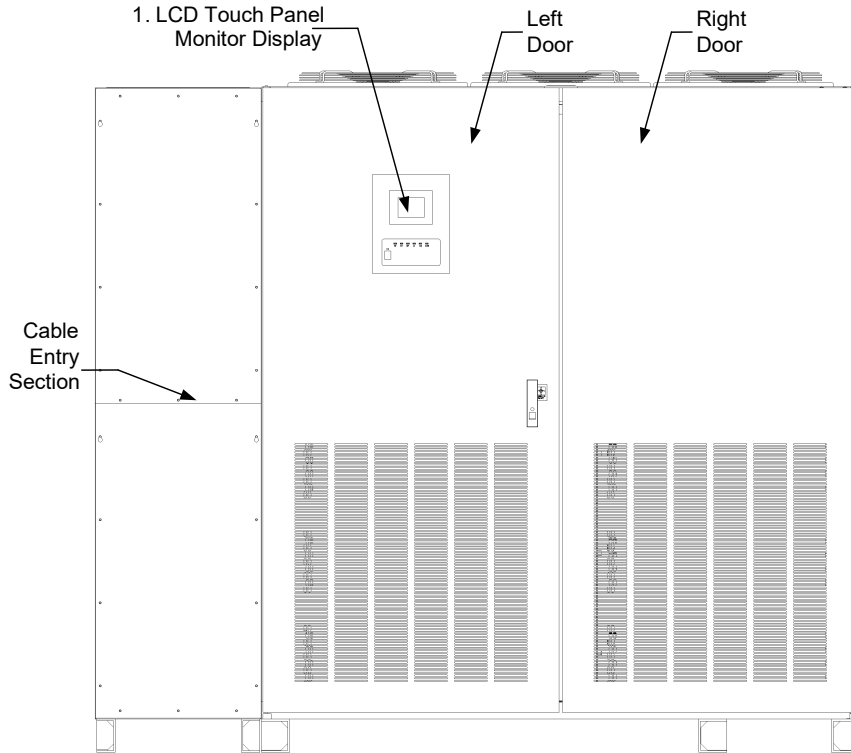 1. LCD Touch Panel
Monitor Display
Left
Door
Right
Door
Cable
Entry
Section